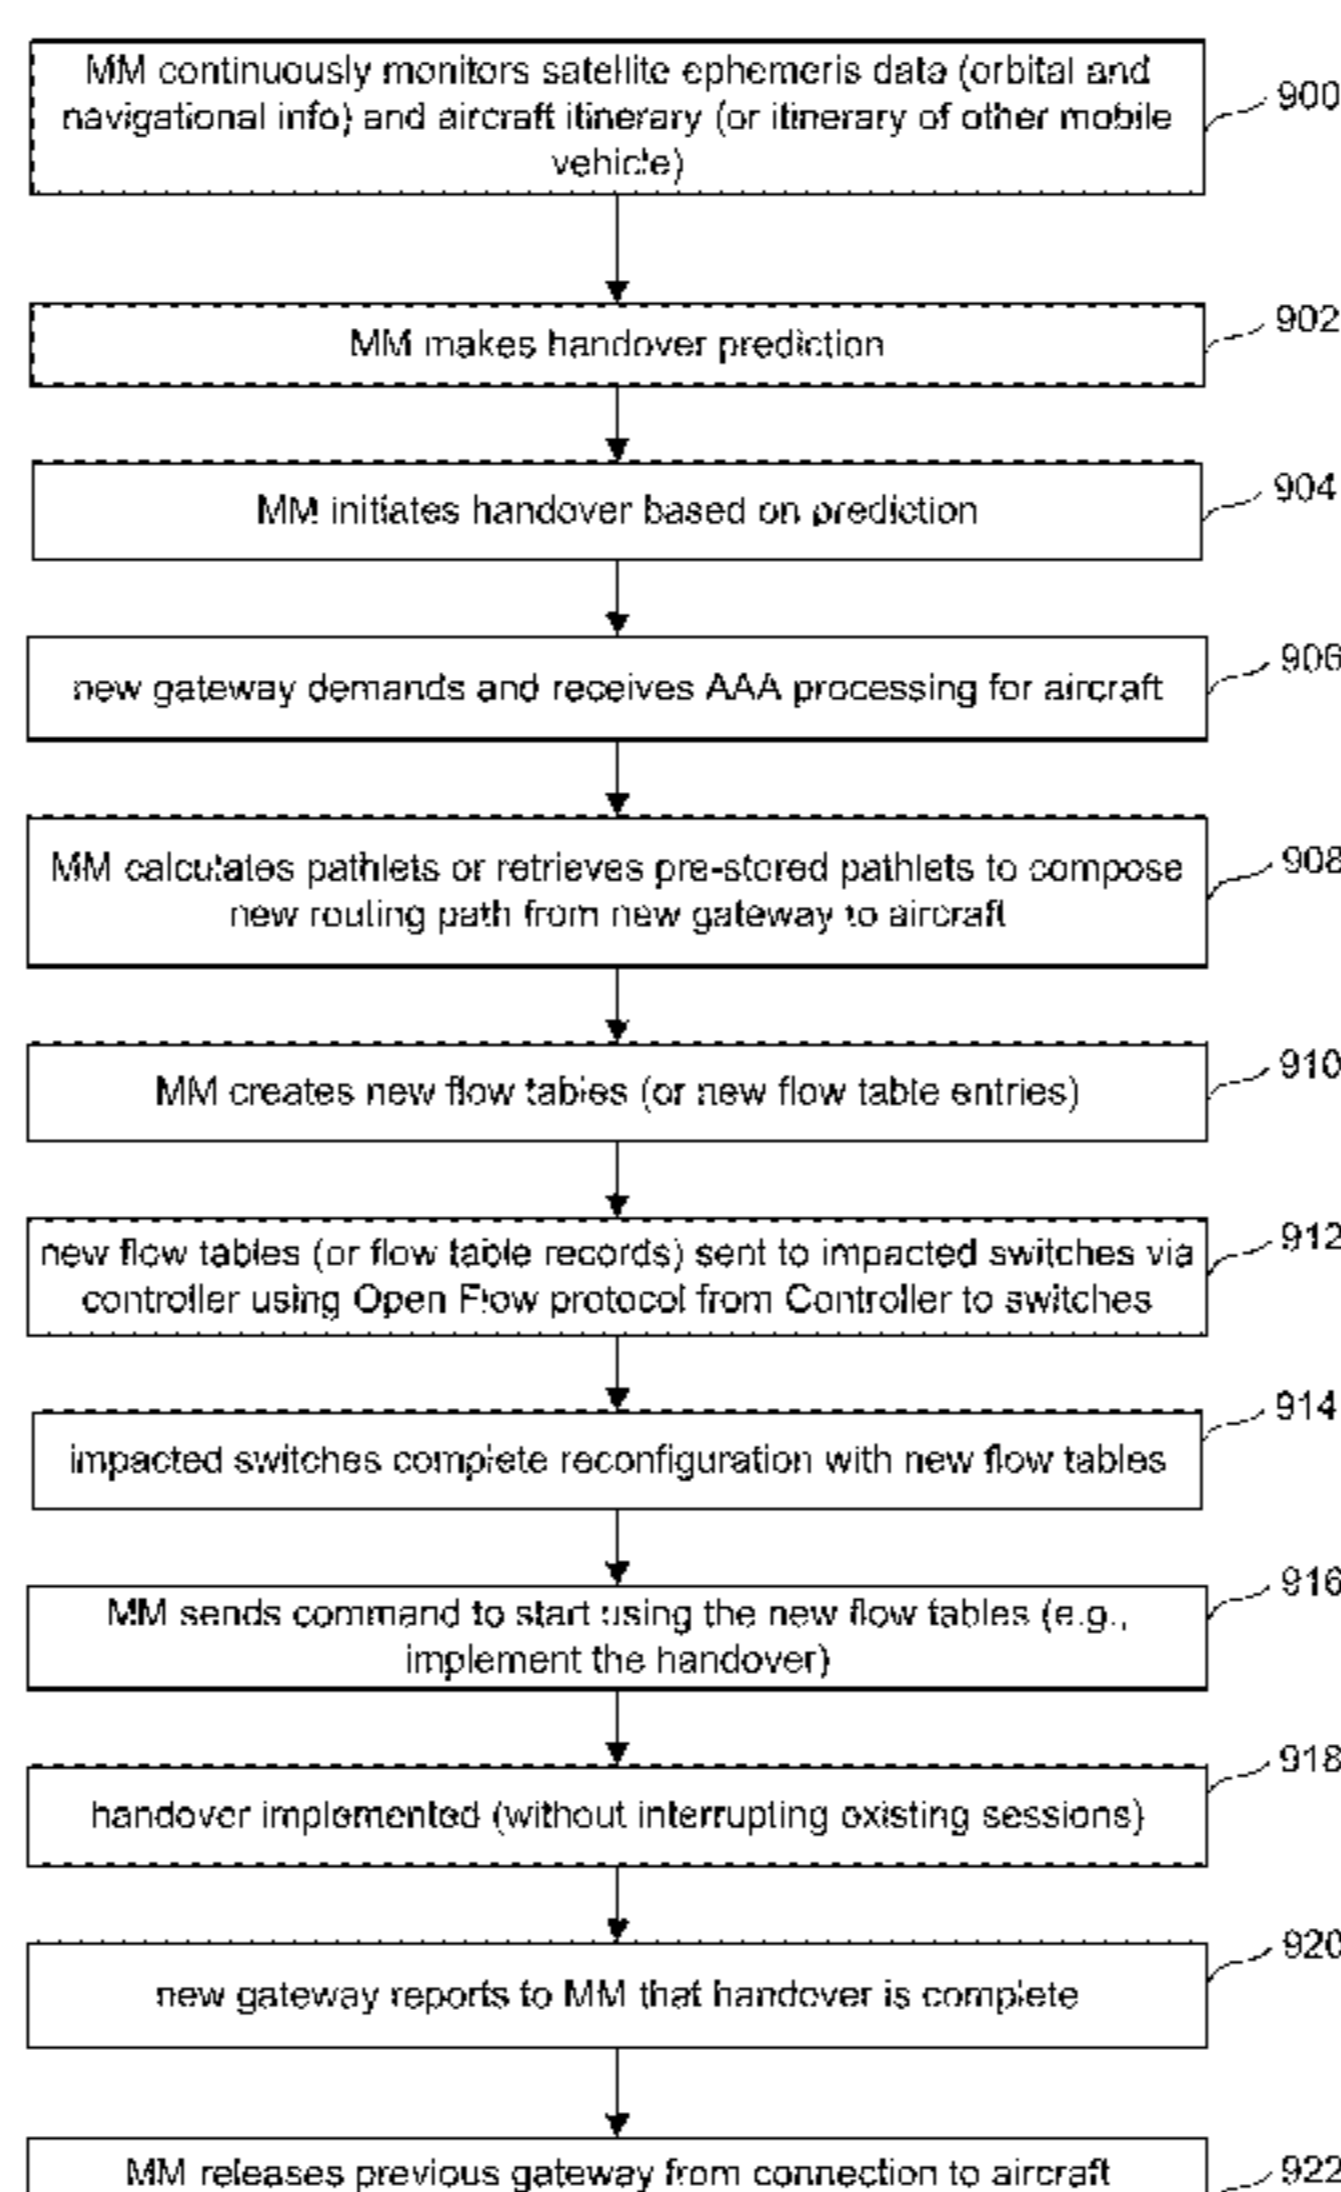 MM continuously monitors satellite ephemeris data (orbital and
navigational info) and aircraft itinerary (or itinerary of other mobile
vehicle)
900
MM makes handover prediction
902
MM initiates handover based on prediction
904
new gateway demands and receives AAA processing for aircraft
906
MM calculates pathlets or retrieves pre-stored pathlets to compose
new routing path from new gateway to aircraft
908
MM creates new flow tables (or new flow table entries)
910
new flow tables (or flow table records) sent to impacted switches via
controller using Open Flow protocol from Controller to switches
912
impacted switches complete reconfiguration with new flow tables
914
MM sends command to start using the new flow tables (e.g.,
implement the handover)
916
handover implemented (without interrupting existing sessions)
918
new gateway reports to MM that handover is complete
920
MM releases previous gateway from connection to aircraft
922